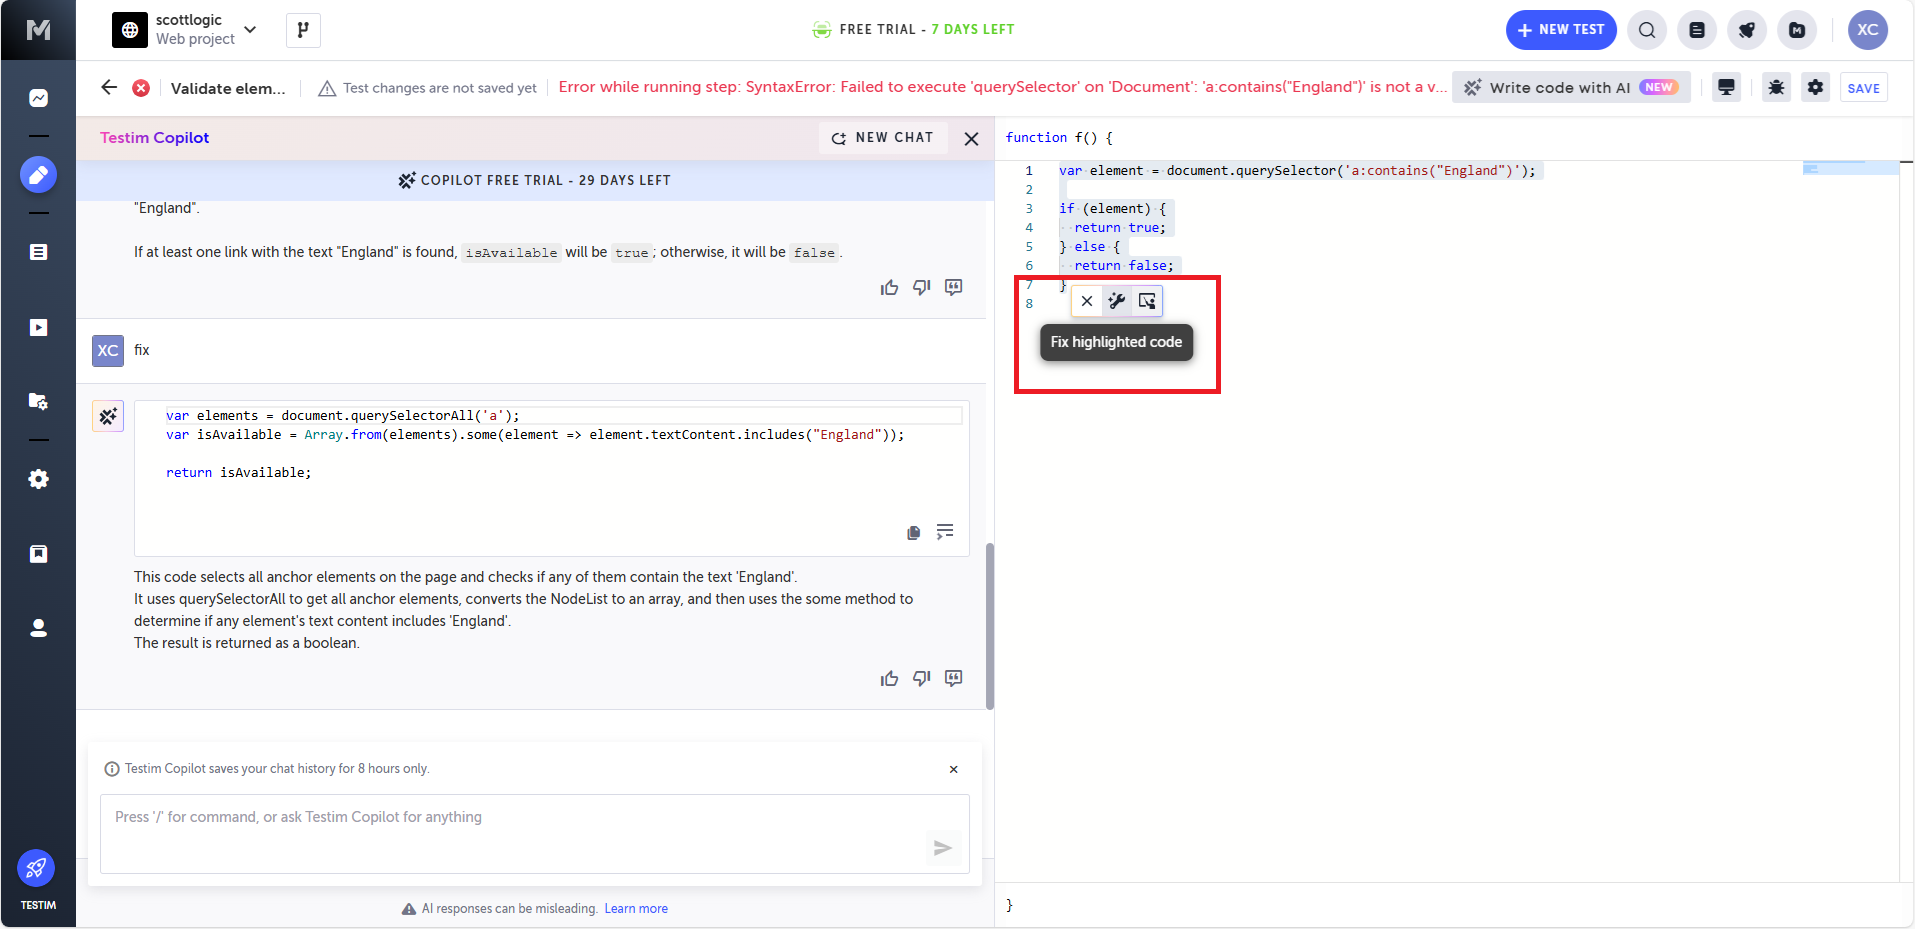 scottlogic
Web project
FREE TRIAL - 7 DAYS LEFT
NEW TEST
XC
Validate elem...
Test changes are not saved yet
Error while running step: SyntaxError: Failed to execute 'querySelector' on 'Document': 'a:contains("England")' is not a v...
Write code with AI NEW
SAVE
Testim Copilot
NEW CHAT
COPILOT FREE TRIAL - 29 DAYS LEFT
"England".
If at least one link with the text "England" is found, isAvailable will be true; otherwise, it will be false.
XC fix
var elements = document.querySelectorAll('a');
var isAvailable = Array.from(elements).some(element => element.textContent.includes("England"));
return isAvailable;
This code selects all anchor elements on the page and checks if any of them contain the text 'England'.
It uses querySelectorAll to get all anchor elements, converts the NodeList to an array, and then uses the some method to
determine if any element's text content includes 'England'.
The result is returned as a boolean.
Testim Copilot saves your chat history for 8 hours only.
Press '/' for command, or ask Testim Copilot for anything
AI responses can be misleading. Learn more
TESTIM
function f() {
1 var element = document.querySelector('a:contains("England")');
2
3 if (element) {
4 return true;
5 } else {
6 return false;
7 }
8
Fix highlighted code
}